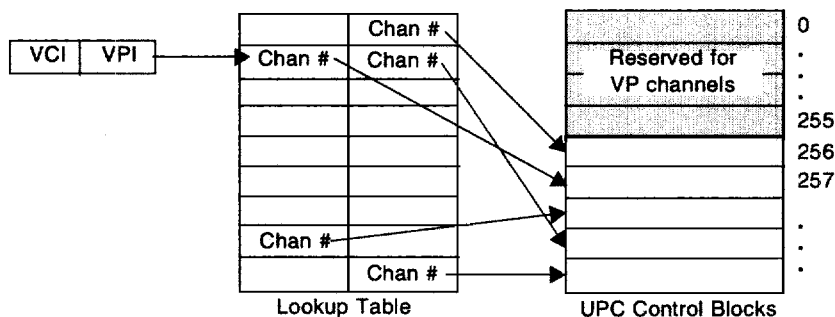 VCI VPI
Chan #
Chan # Chan #
Chan #
Chan #
Lookup Table
Reserved for
VP channels
0
.
.
.
255
256
257
.
.
.
UPC Control Blocks